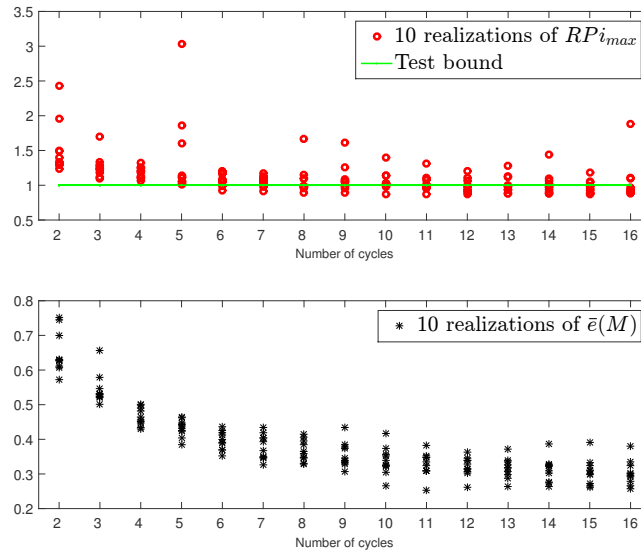 3.5
3
2.5
2
1.5
1
0.5
10 realizations of RPi_max
Test bound
2 3 4 5 6 7 8 9 10 11 12 13 14 15 16
Number of cycles
0.8
0.7
0.6
0.5
0.4
0.3
0.2
10 realizations of ē(M)
2 3 4 5 6 7 8 9 10 11 12 13 14 15 16
Number of cycles